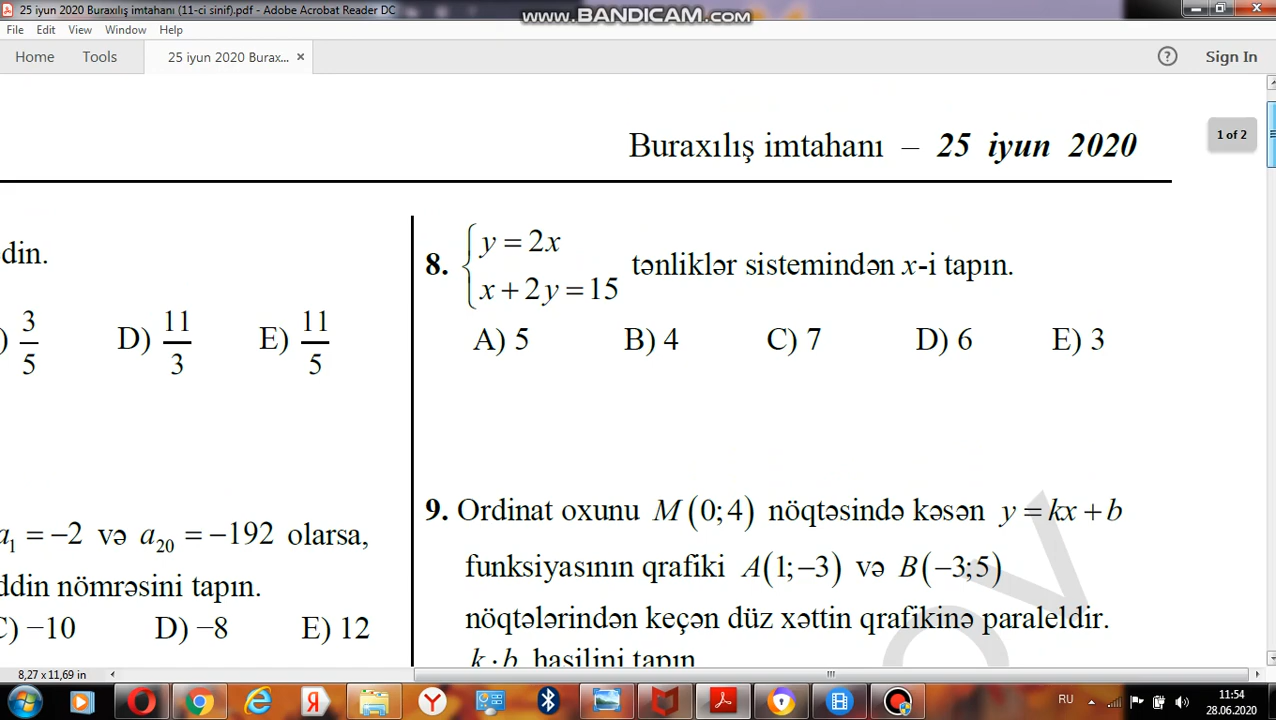 25 iyun 2020 Buraxılış imtahanı (11-ci sinif).pdf - Adobe Acrobat Reader DC
www.BANDICAM.com
File Edit View Window Help
Home Tools 25 iyun 2020 Burax... × Sign In
1 of 2
Buraxılış imtahanı – 25 iyun 2020
din.
) 3/5 D) 11/3 E) 11/5
a₁ = −2 və a₂₀ = −192 olarsa,
ddin nömrəsini tapın.
C) −10 D) −8 E) 12
8. { y = 2x
x + 2y = 15 tənliklər sistemindən x-i tapın.
A) 5 B) 4 C) 7 D) 6 E) 3
9. Ordinat oxunu M(0;4) nöqtəsində kəsən y = kx + b
funksiyasının qrafiki A(1;−3) və B(−3;5)
nöqtələrindən keçən düz xəttin qrafikinə paraleldir.
k · b hasilini tapın
8,27 x 11,69 in
RU 11:54
28.06.2020